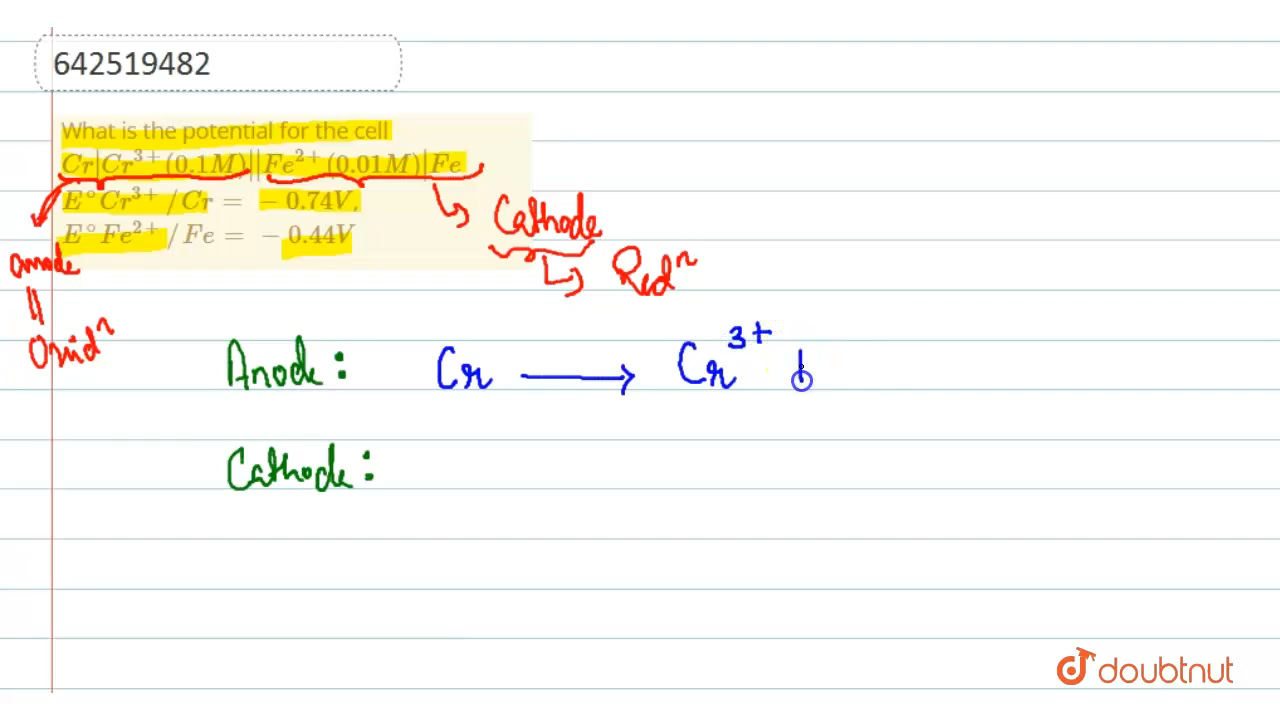 642519482
What is the potential for the cell
Cr|Cr³⁺(0.1M)||Fe²⁺(0.01M)|Fe
E°Cr³⁺/Cr = −0.74V,
E°Fe²⁺/Fe = −0.44V
Cathode
Redⁿ
anode
Oxidⁿ
Anode: Cr ⟶ Cr³⁺
Cathode:
doubtnut